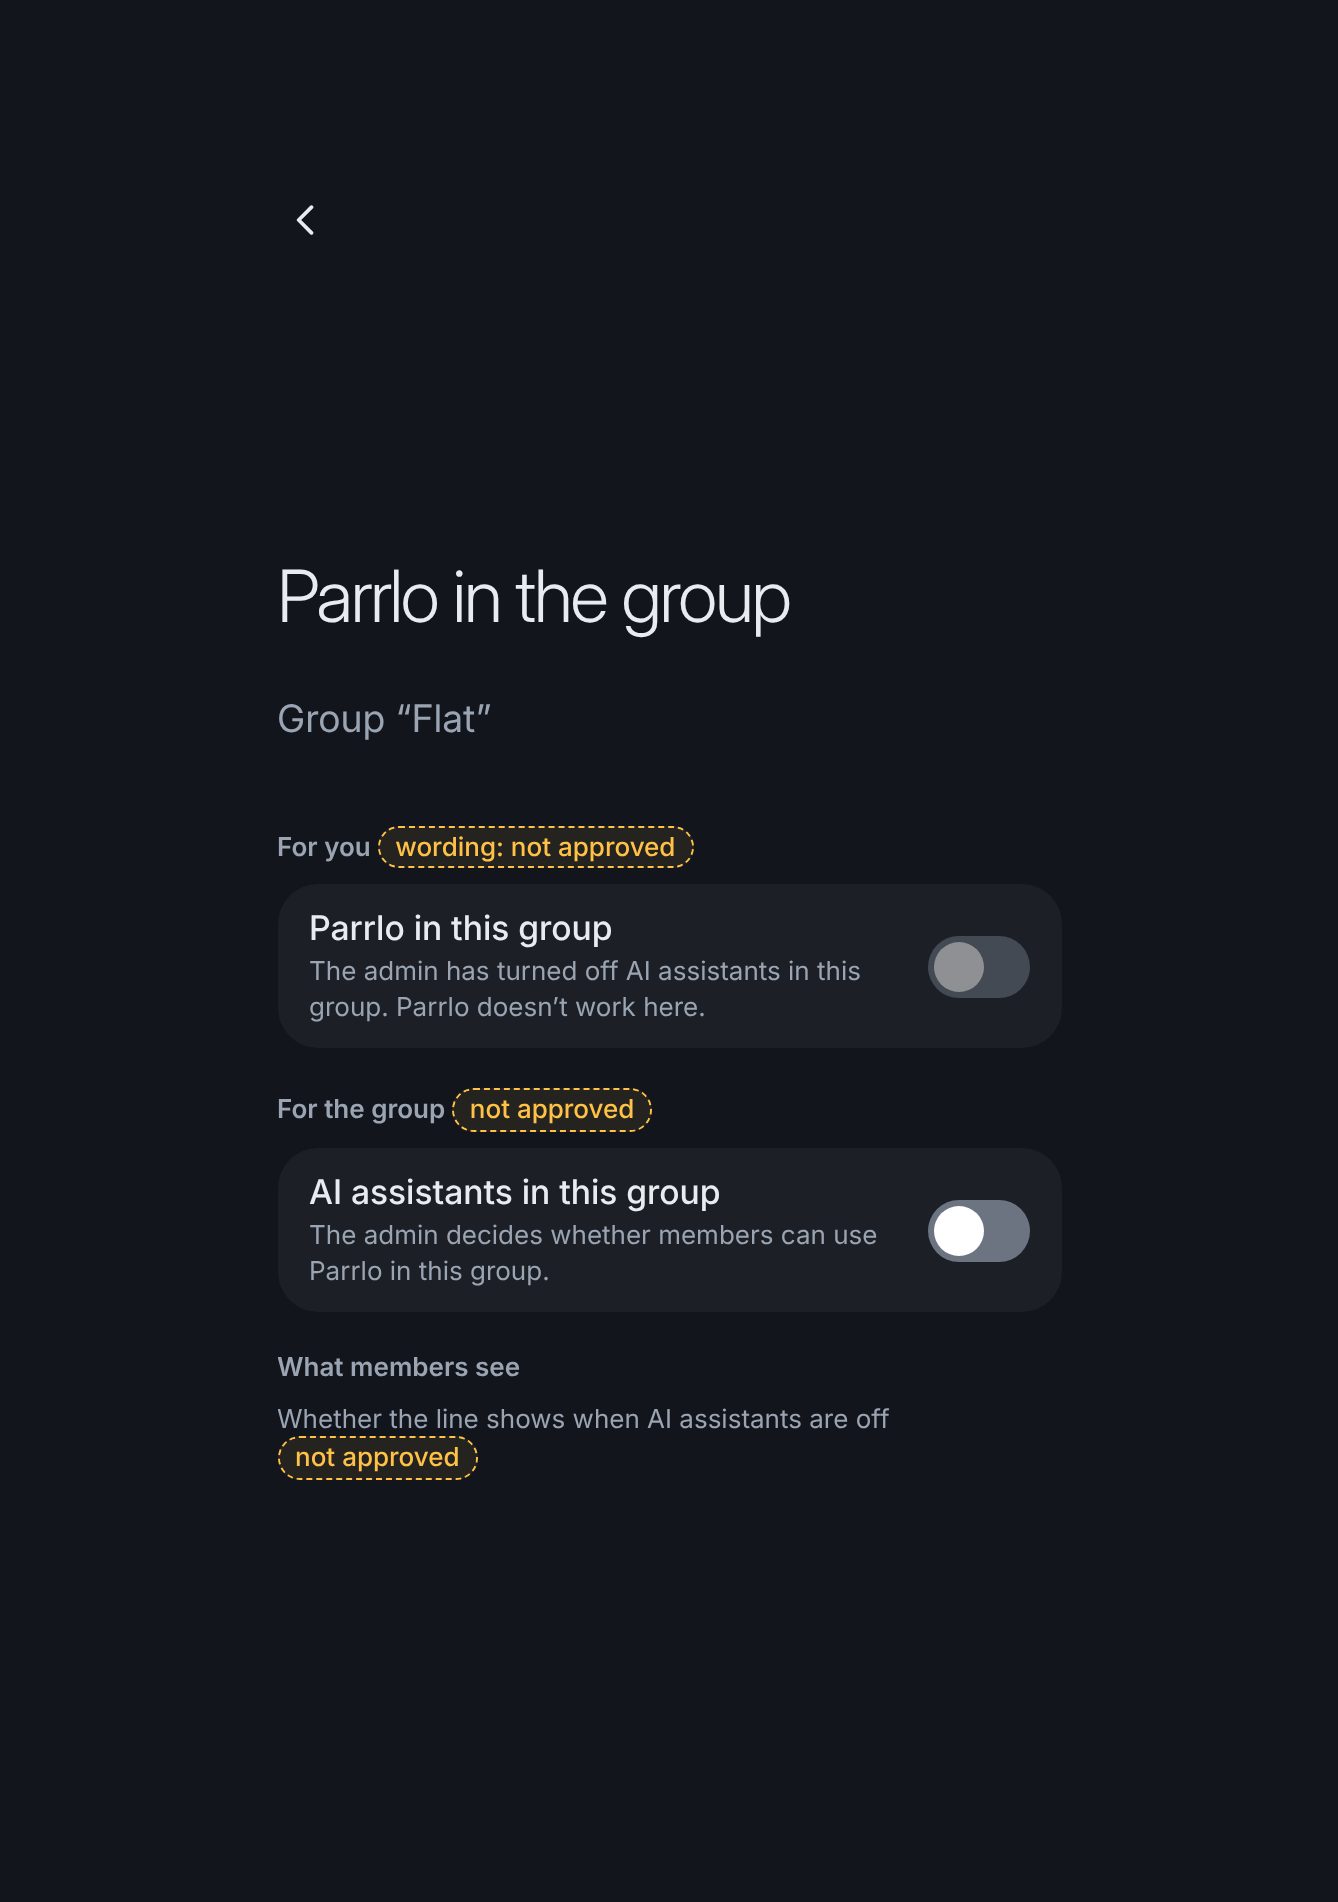 Parrlo in the group
Group “Flat”
For you wording: not approved
Parrlo in this group
The admin has turned off AI assistants in this
group. Parrlo doesn’t work here.
For the group not approved
AI assistants in this group
The admin decides whether members can use
Parrlo in this group.
What members see
Whether the line shows when AI assistants are off
not approved